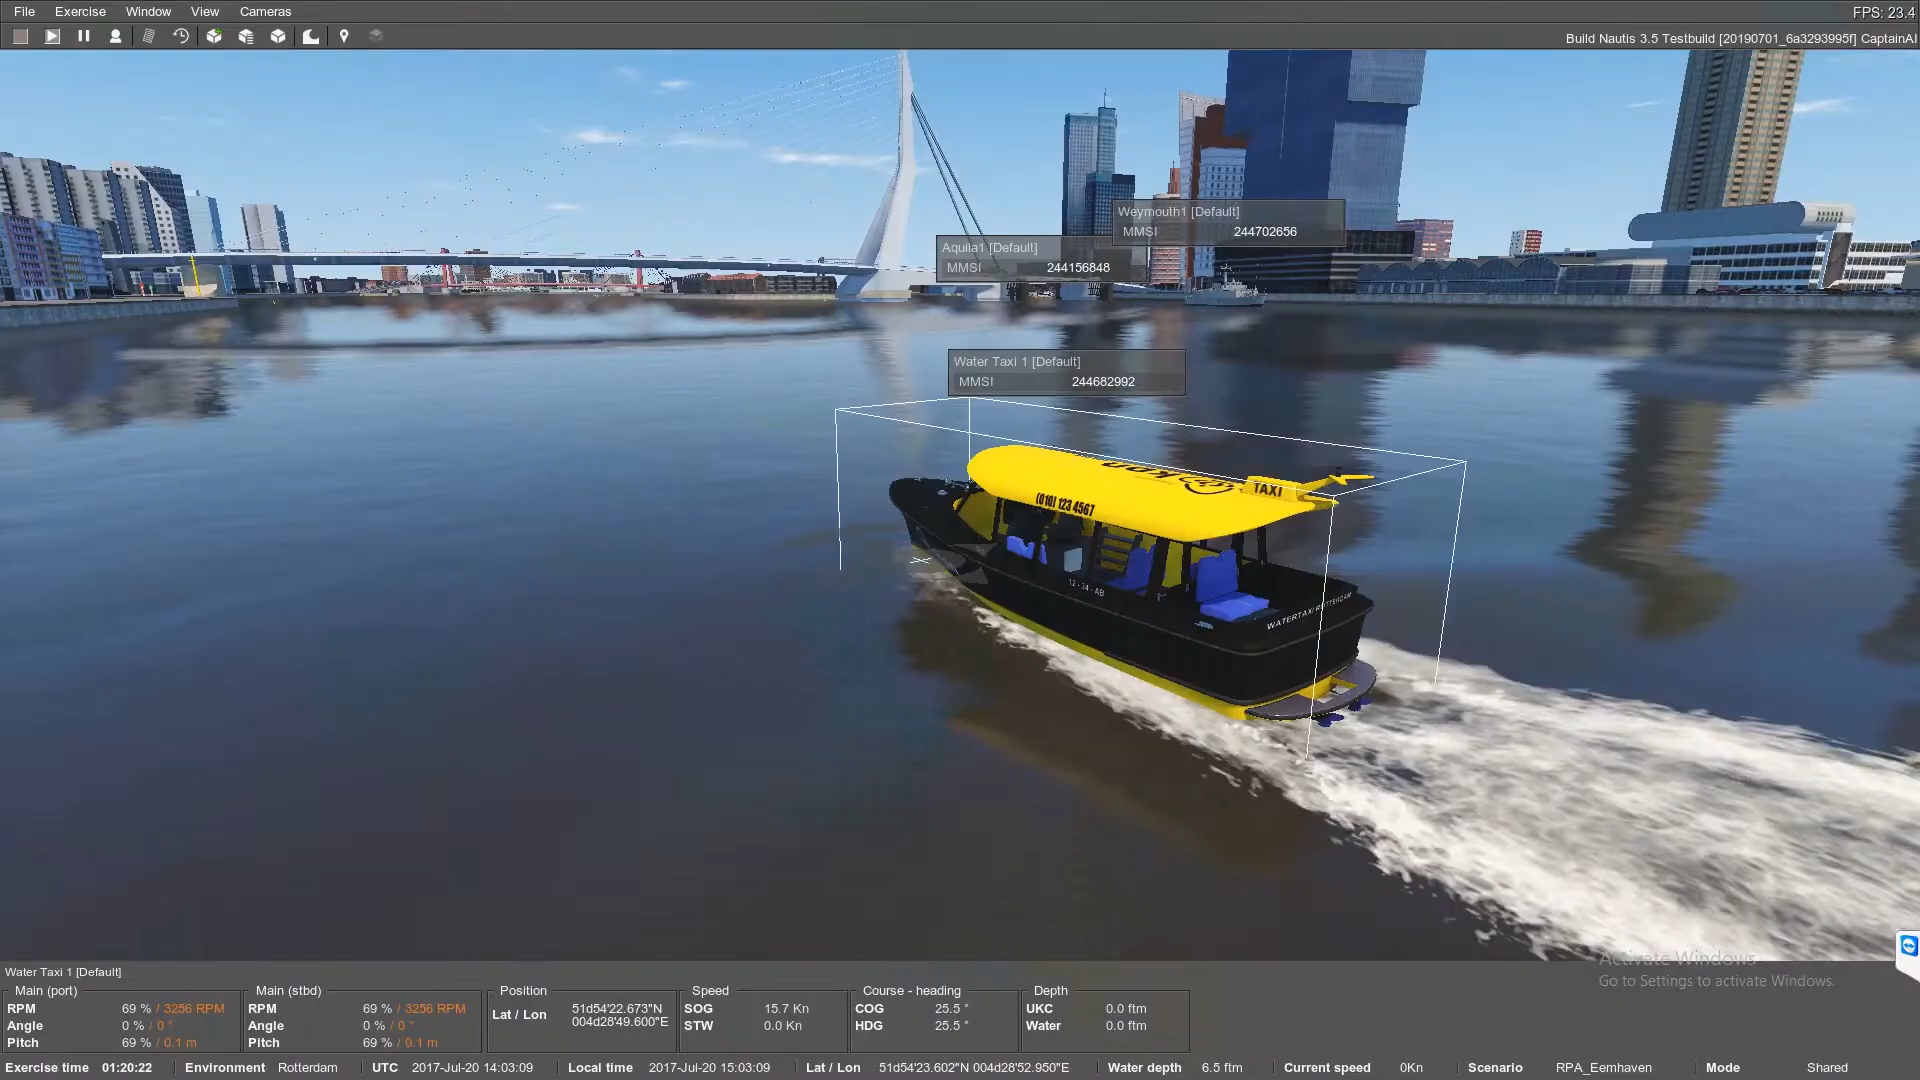 File Exercise Window View Cameras
FPS: 23.4
Build Nautis 3.5 Testbuild [20190701_6a3293995f] CaptainAI
Weymouth1 [Default]
MMSI 244702656
Aquila1 [Default]
MMSI 244156848
Water Taxi 1 [Default]
MMSI 244682992
kpn
TAXI
(010) 123 4567
12-34-AB
WATERTAXI ROTTERDAM
Activate Windows
Go to Settings to activate Windows.
Water Taxi 1 [Default]
Main (port) Main (stbd) Position Speed Course - heading Depth
RPM 69 % / 3256 RPM RPM 69 % / 3256 RPM Lat / Lon 51d54'22.673"N SOG 15.7 Kn COG 25.5 ° UKC 0.0 ftm
Angle 0 % / 0 ° Angle 0 % / 0 ° 004d28'49.600"E STW 0.0 Kn HDG 25.5 ° Water 0.0 ftm
Pitch 69 % / 0.1 m Pitch 69 % / 0.1 m
Exercise time 01:20:22 Environment Rotterdam UTC 2017-Jul-20 14:03:09 Local time 2017-Jul-20 15:03:09 Lat / Lon 51d54'23.602"N 004d28'52.950"E Water depth 6.5 ftm Current speed 0Kn Scenario RPA_Eemhaven Mode Shared